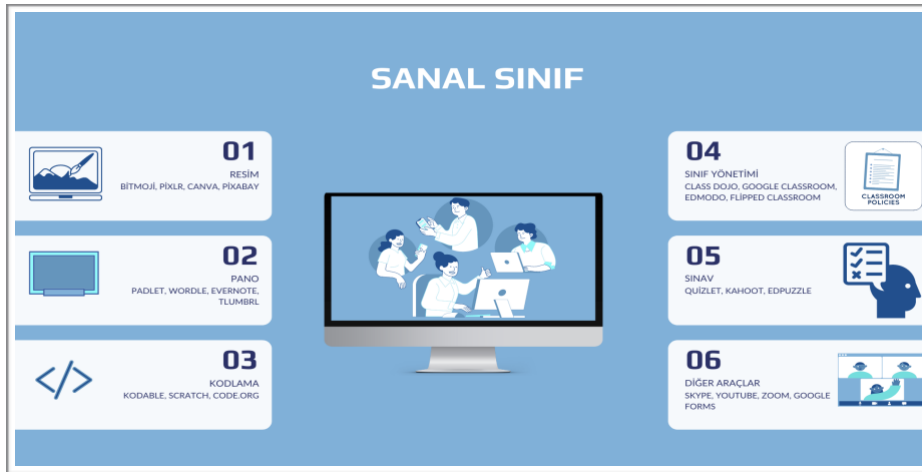 SANAL SINIF
01
RESİM
BİTMOJİ, PİXLR, CANVA, PİXABAY
02
PANO
PADLET, WORDLE, EVERNOTE,
TLUMBRL
03
KODLAMA
KODABLE, SCRATCH, CODE.ORG
04
SINIF YÖNETİMİ
CLASS DOJO, GOOGLE CLASSROOM,
EDMODO, FLİPPED CLASSROOM
CLASSROOM
POLICIES
05
SINAV
QUİZLET, KAHOOT, EDPUZZLE
06
DİĞER ARAÇLAR
SKYPE, YOUTUBE, ZOOM, GOOGLE
FORMS